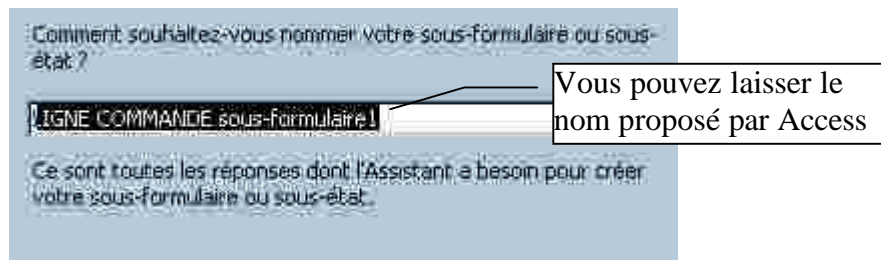 Comment souhaitez-vous nommer votre sous-formulaire ou sous-
état ?
Vous pouvez laisser le
nom proposé par Access
LIGNE COMMANDE sous-formulaire1
Ce sont toutes les réponses dont l'Assistant a besoin pour créer
votre sous-formulaire ou sous-état.